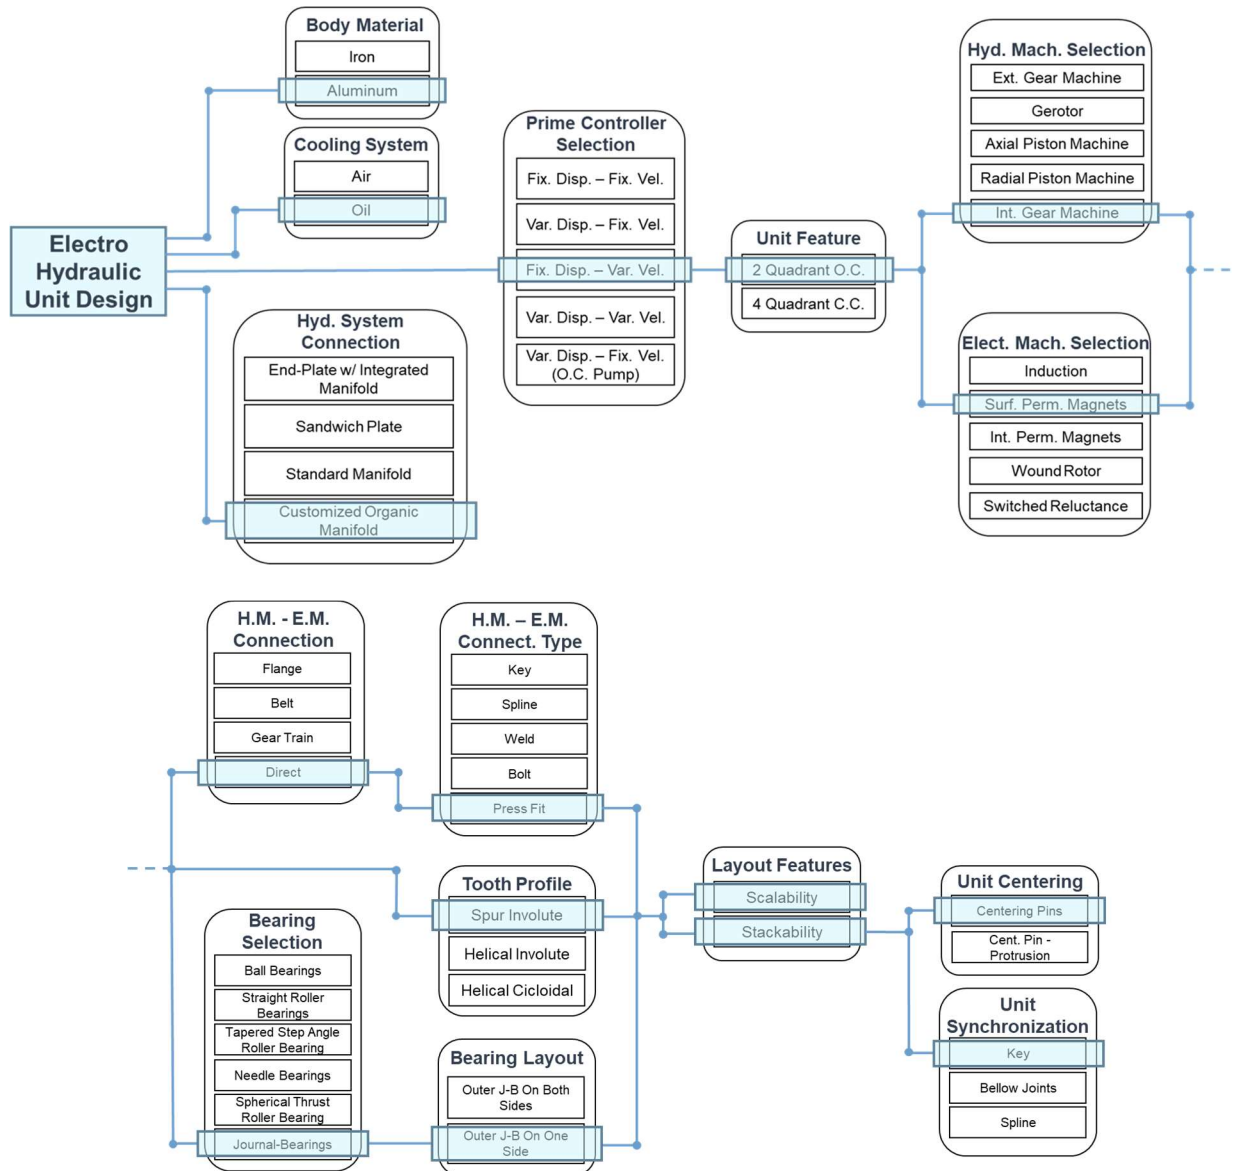 Body Material
Iron
Aluminum
Cooling System
Air
Oil
Electro
Hydraulic
Unit Design
Hyd. System
Connection
End-Plate w/ Integrated
Manifold
Sandwich Plate
Standard Manifold
Customized Organic
Manifold
Prime Controller
Selection
Fix. Disp. – Fix. Vel.
Var. Disp. – Fix. Vel.
Fix. Disp. – Var. Vel.
Var. Disp. – Var. Vel.
Var. Disp. – Fix. Vel.
(O.C. Pump)
Unit Feature
2 Quadrant O.C.
4 Quadrant C.C.
Hyd. Mach. Selection
Ext. Gear Machine
Gerotor
Axial Piston Machine
Radial Piston Machine
Int. Gear Machine
Elect. Mach. Selection
Induction
Surf. Perm. Magnets
Int. Perm. Magnets
Wound Rotor
Switched Reluctance
H.M. - E.M.
Connection
Flange
Belt
Gear Train
Direct
H.M. – E.M.
Connect. Type
Key
Spline
Weld
Bolt
Press Fit
Tooth Profile
Spur Involute
Helical Involute
Helical Cicloidal
Bearing
Selection
Ball Bearings
Straight Roller
Bearings
Tapered Step Angle
Roller Bearing
Needle Bearings
Spherical Thrust
Roller Bearing
Journal-Bearings
Bearing Layout
Outer J-B On Both
Sides
Outer J-B On One
Side
Layout Features
Scalability
Stackability
Unit Centering
Centering Pins
Cent. Pin -
Protrusion
Unit
Synchronization
Key
Bellow Joints
Spline